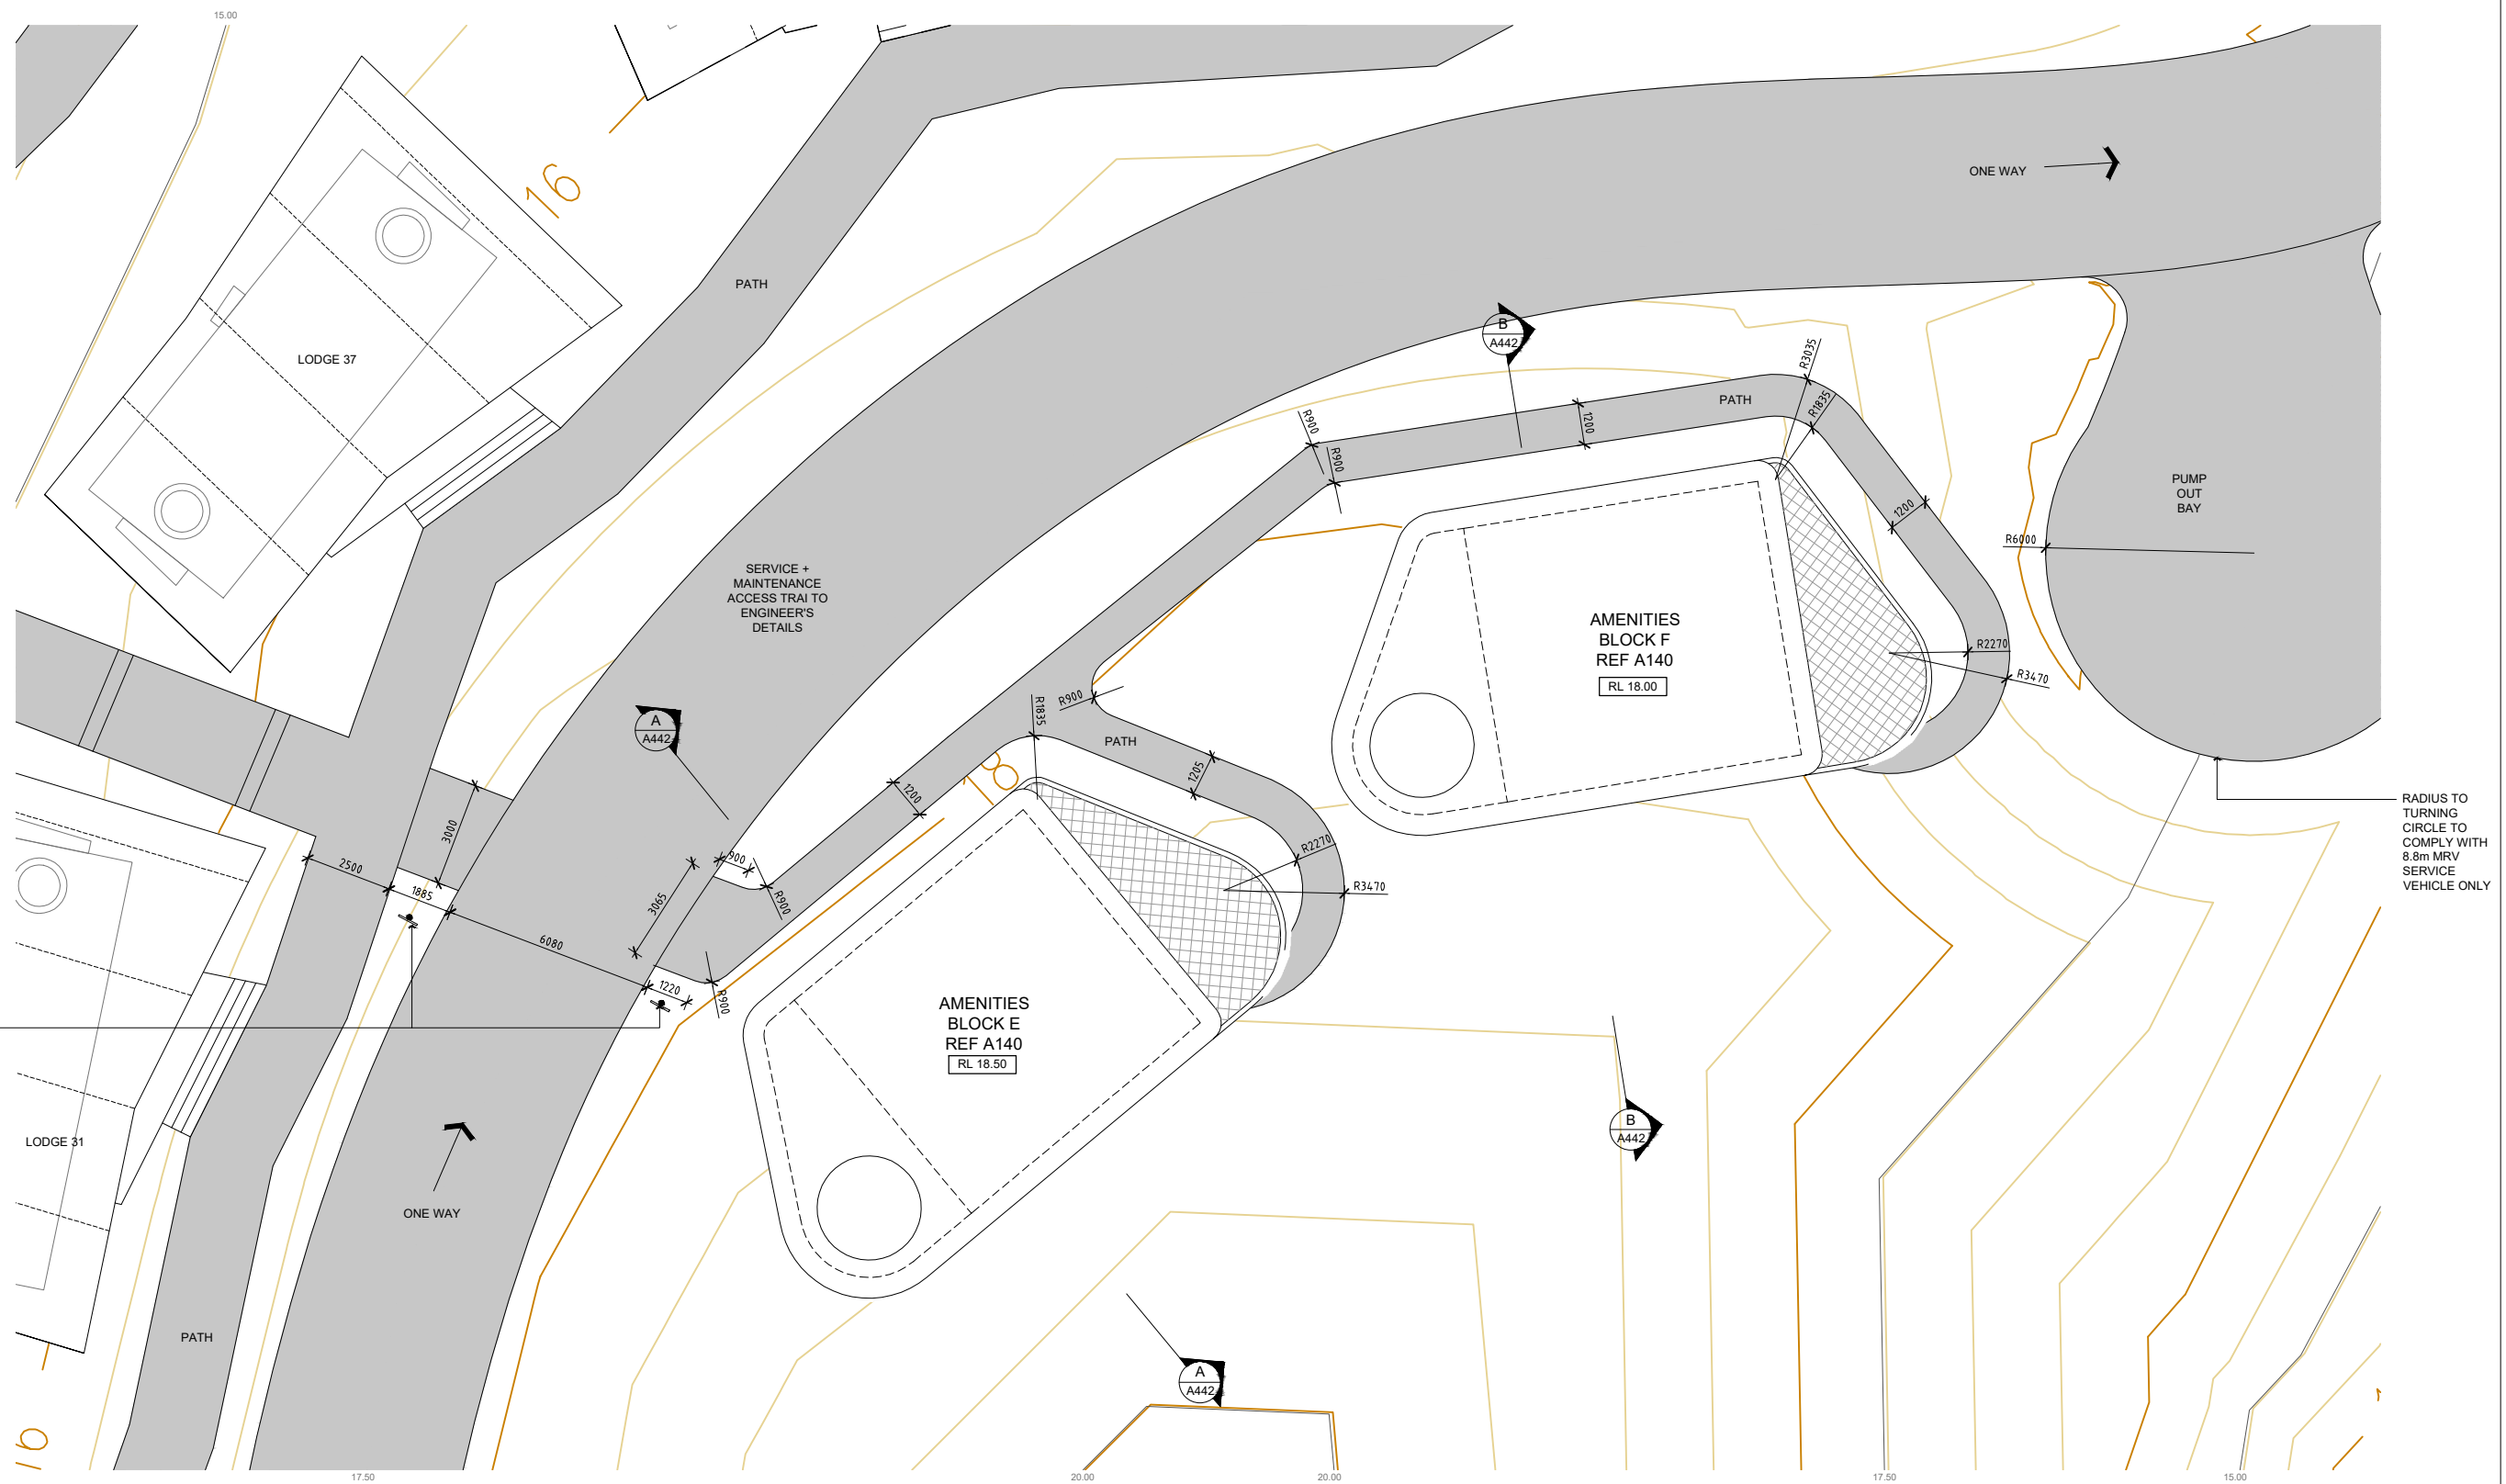 15.00
16
PATH
LODGE 37
ONE WAY
B
A442
R3035
R1835
PATH
1200
R900
R900
1200
PUMP
OUT
BAY
R6000
SERVICE +
MAINTENANCE
ACCESS TRAI TO
ENGINEER'S
DETAILS
AMENITIES
BLOCK F
REF A140
RL 18.00
R2270
R3470
R900
R1835
PATH
1205
A
A442
18
1200
3000
2500
1885
900
R900
3065
6080
1220
R900
R2270
R3470
RADIUS TO
TURNING
CIRCLE TO
COMPLY WITH
8.8m MRV
SERVICE
VEHICLE ONLY
AMENITIES
BLOCK E
REF A140
RL 18.50
LODGE 31
B
A442
ONE WAY
PATH
A
A442
17.50
20.00
20.00
17.50
15.00